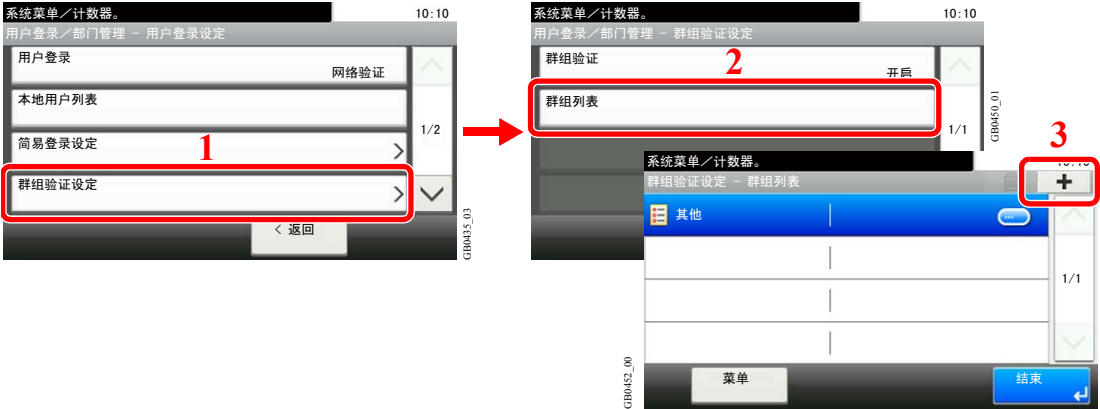 系统菜单／计数器。 10:10
用户登录／部门管理 - 用户登录设定
用户登录
网络验证
本地用户列表
1/2
简易登录设定
1
群组验证设定
< 返回
GB0435_03
系统菜单／计数器。 10:10
用户登录／部门管理 - 群组验证设定
群组验证
2
开启
群组列表
1/1
GB0450_01
3
系统菜单／计数器。 10:10
群组验证设定 - 群组列表
其他
1/1
菜单
结束
GB0452_00